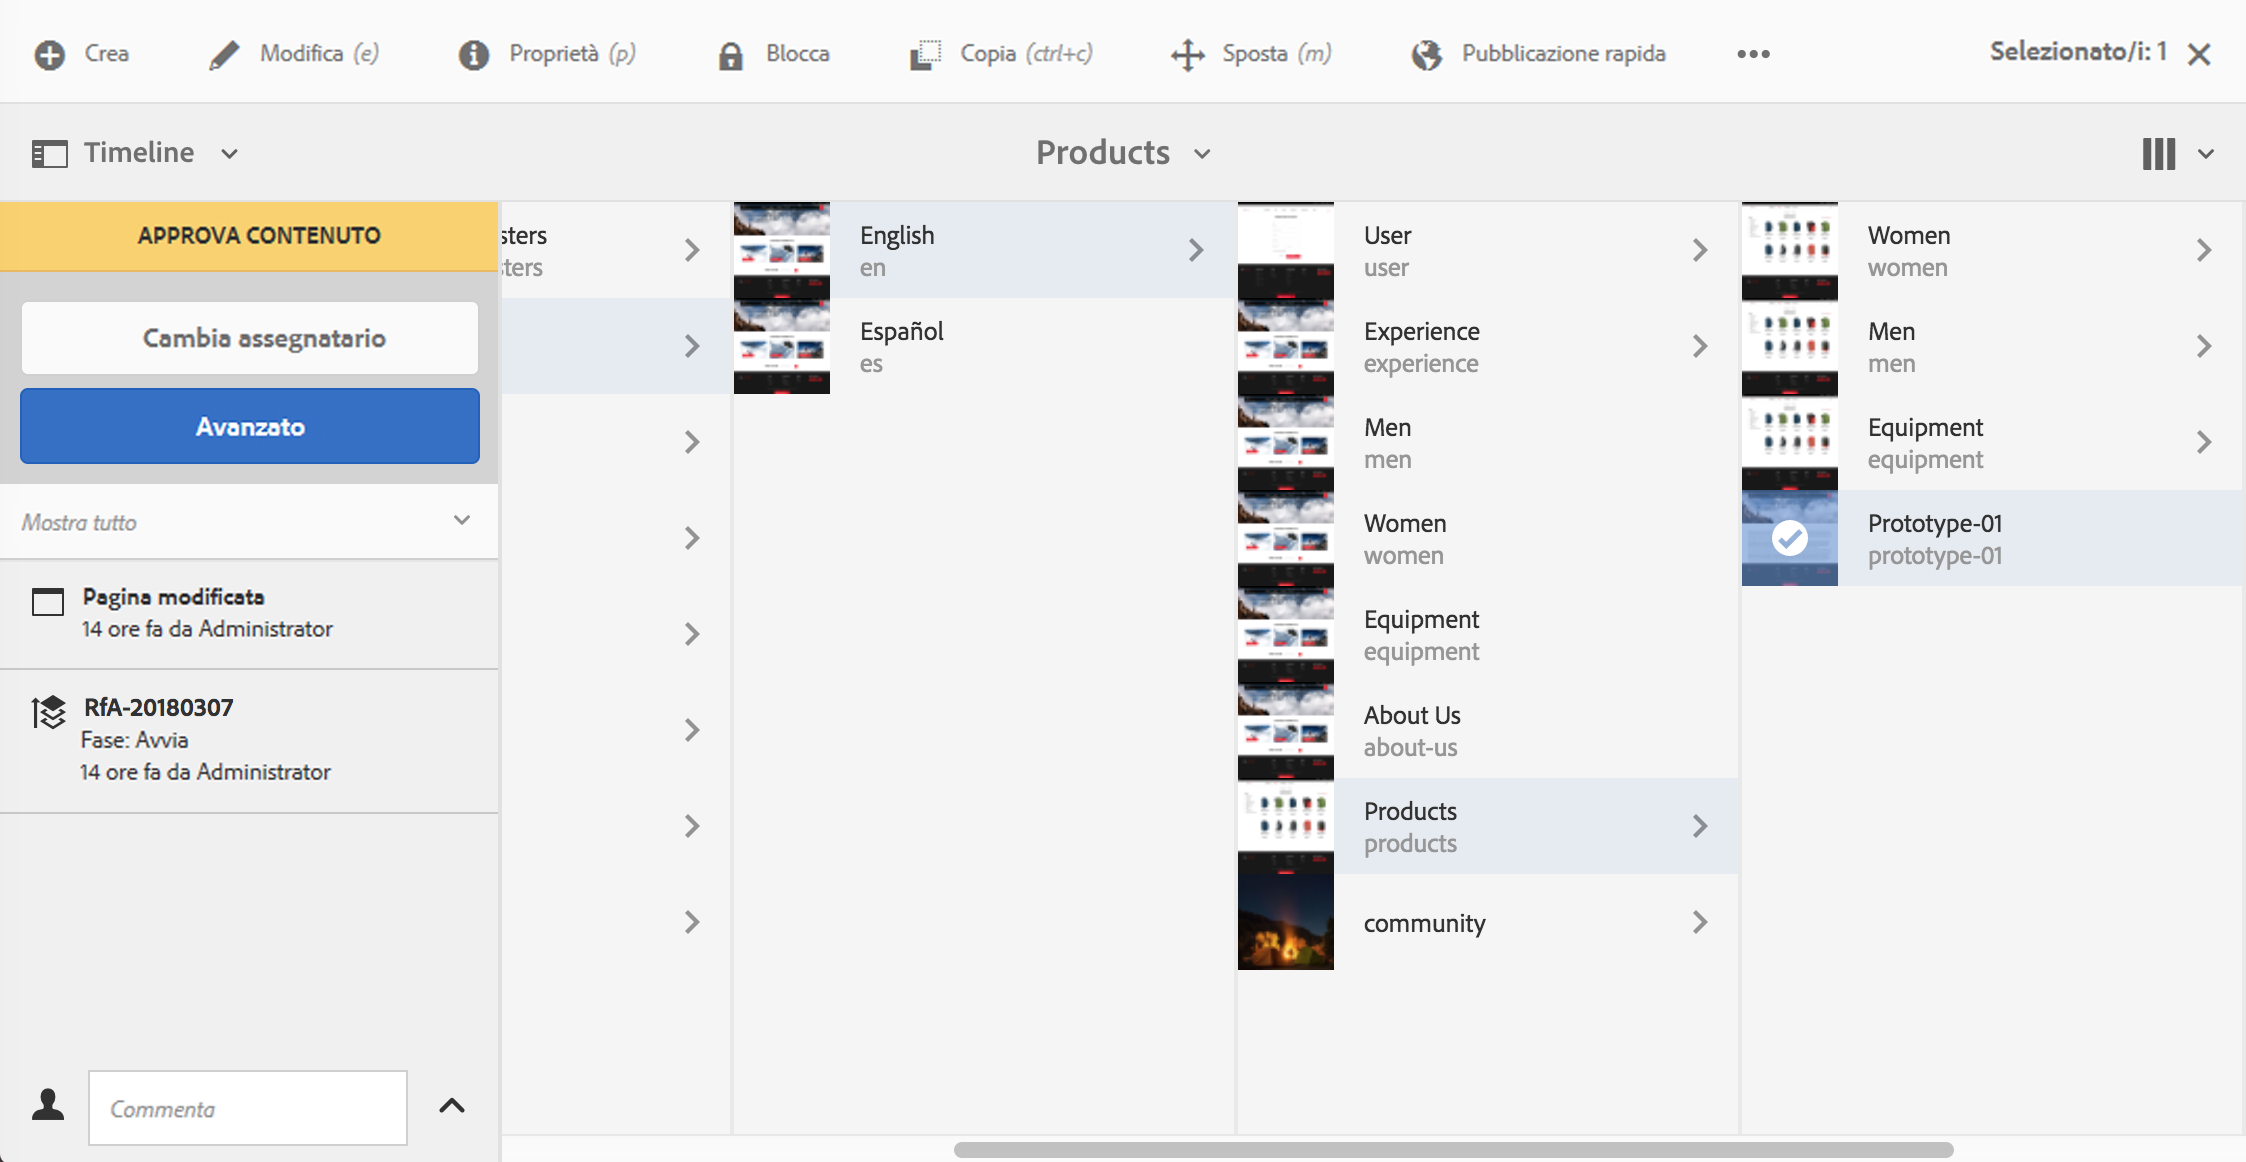 Crea
Modifica (e)
Proprietà (p)
Blocca
Copia (ctrl+c)
Sposta (m)
Pubblicazione rapida
Selezionato/i: 1
Timeline
Products
APPROVA CONTENUTO
Cambia assegnatario
Avanzato
Mostra tutto
Pagina modificata
14 ore fa da Administrator
RfA-20180307
Fase: Avvia
14 ore fa da Administrator
Commenta
sters
sters
English
en
Español
es
User
user
Experience
experience
Men
men
Women
women
Equipment
equipment
About Us
about-us
Products
products
community
Women
women
Men
men
Equipment
equipment
Prototype-01
prototype-01